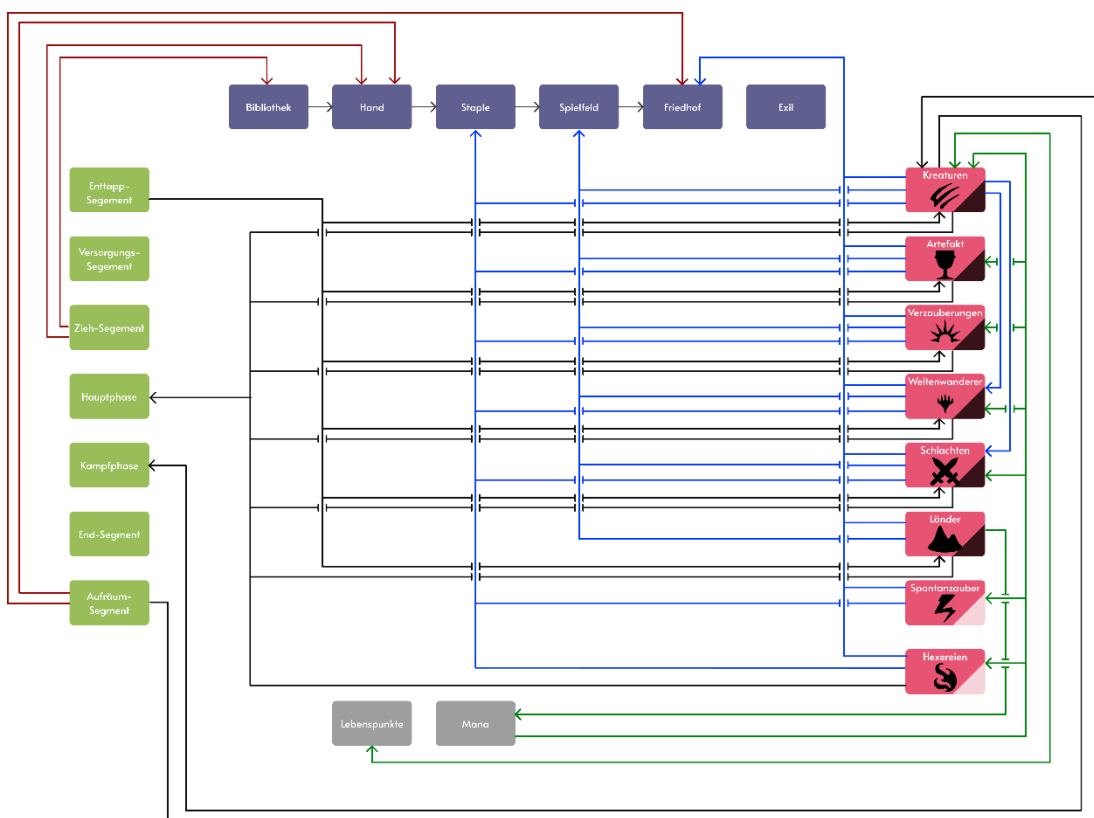 Bibliothek
Hand
Staple
Spielfeld
Friedhof
Exil
Enttapp-
Segement
Versorgungs-
Segement
Zieh-Segement
Hauptphase
Kampfphase
End-Segment
Aufräum-
Segment
Kreaturen
Artefakt
Verzauberungen
Weltenwanderer
Schlachten
Länder
Spontanzauber
Hexereien
Lebenspunkte
Mana